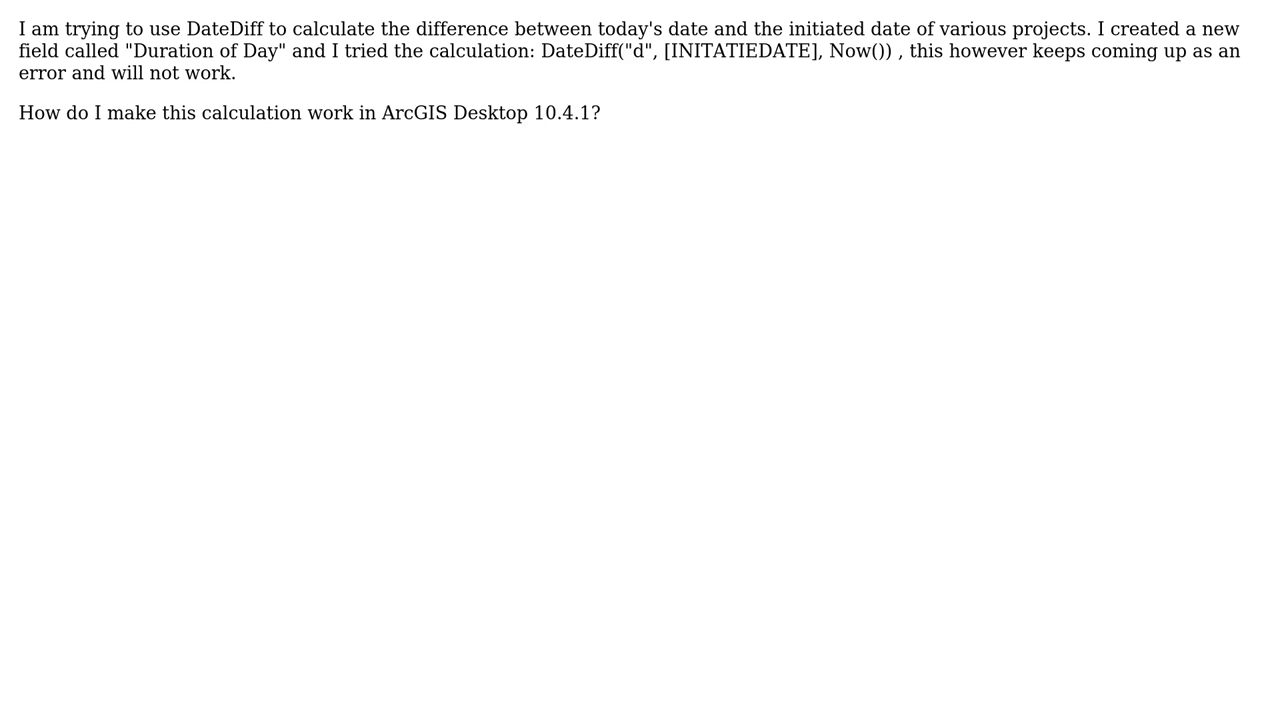 I am trying to use DateDiff to calculate the difference between today's date and the initiated date of various projects. I created a new
field called "Duration of Day" and I tried the calculation: DateDiff("d", [INITATIEDATE], Now()) , this however keeps coming up as an
error and will not work.
How do I make this calculation work in ArcGIS Desktop 10.4.1?